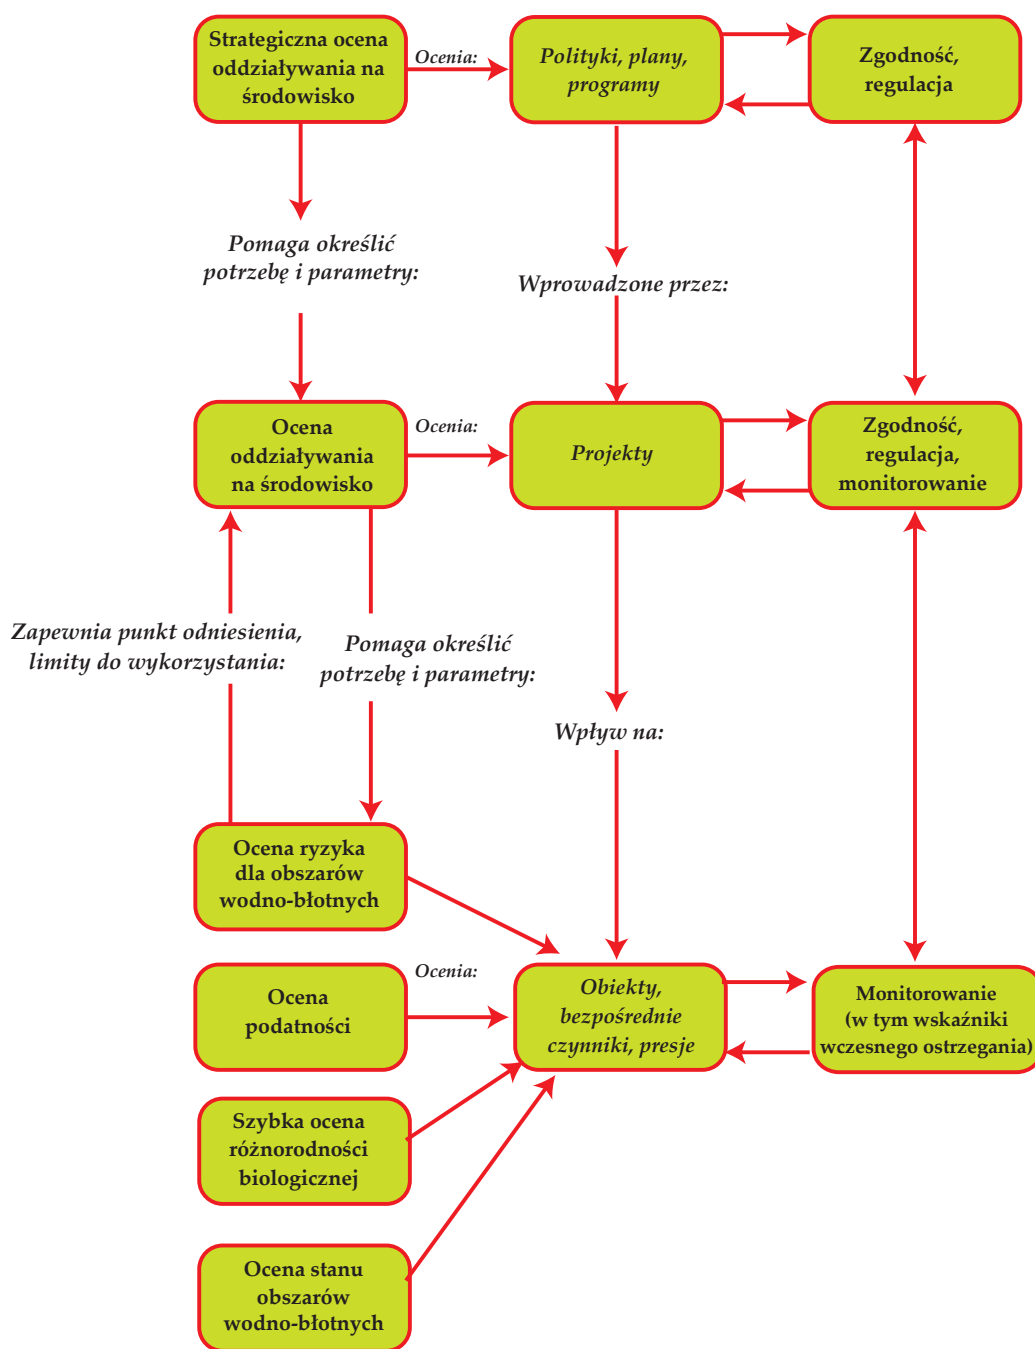 Strategiczna ocena
oddziaływania na
środowisko
Ocenia:
Polityki, plany,
programy
Zgodność,
regulacja
Pomaga określić
potrzebę i parametry:
Wprowadzone przez:
Ocena
oddziaływania
na środowisko
Ocenia:
Projekty
Zgodność,
regulacja,
monitorowanie
Zapewnia punkt odniesienia,
limity do wykorzystania:
Pomaga określić
potrzebę i parametry:
Wpływ na:
Ocena ryzyka
dla obszarów
wodno-błotnych
Ocena
podatności
Ocenia:
Obiekty,
bezpośrednie
czynniki, presje
Monitorowanie
(w tym wskaźniki
wczesnego ostrzegania)
Szybka ocena
różnorodności
biologicznej
Ocena stanu
obszarów
wodno-błotnych